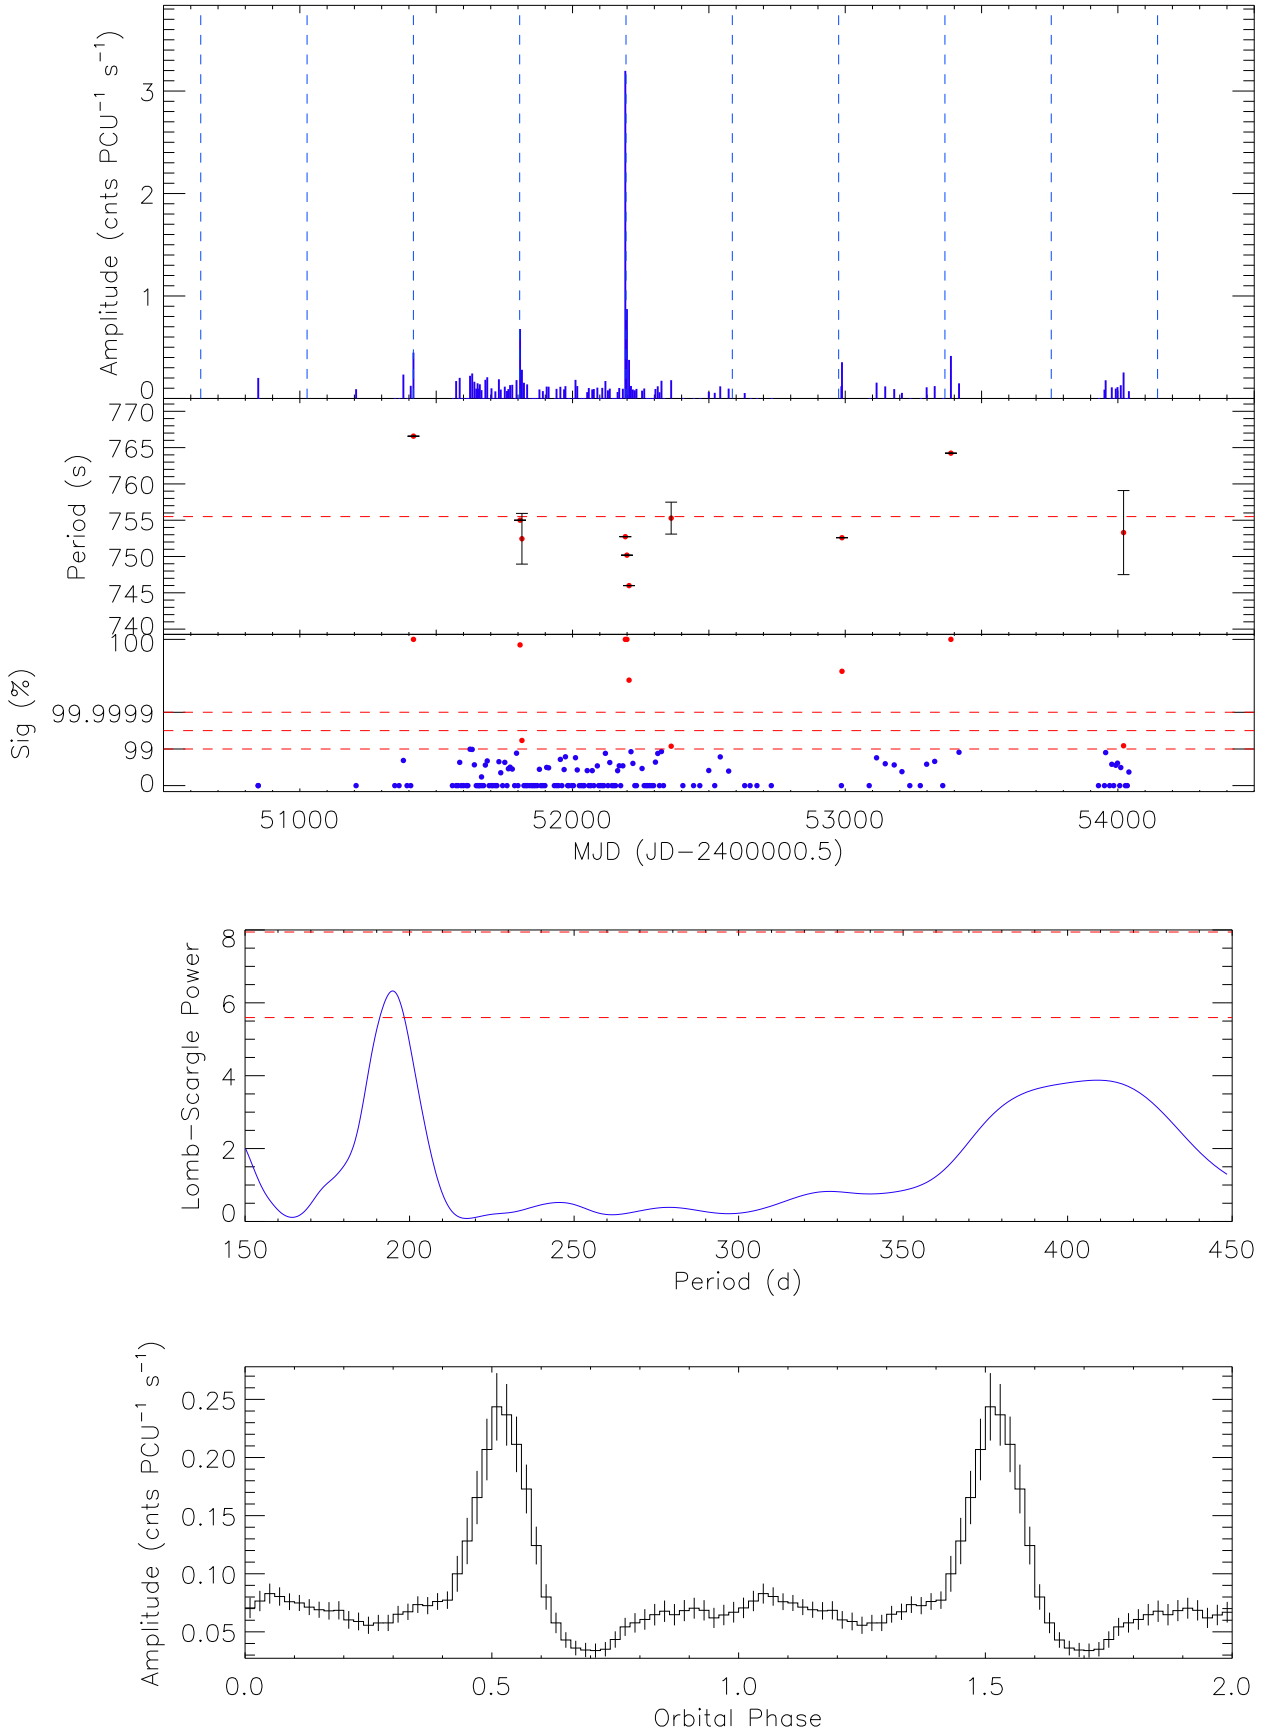 Amplitude (cnts PCU⁻¹ s⁻¹)
3
2
1
0
Period (s)
770
765
760
755
750
745
740
Sig (%)
100
99.9999
99
0
51000 52000 53000 54000
MJD (JD−2400000.5)
Lomb−Scargle Power
8
6
4
2
0
150 200 250 300 350 400 450
Period (d)
Amplitude (cnts PCU⁻¹ s⁻¹)
0.25
0.20
0.15
0.10
0.05
0.0 0.5 1.0 1.5 2.0
Orbital Phase